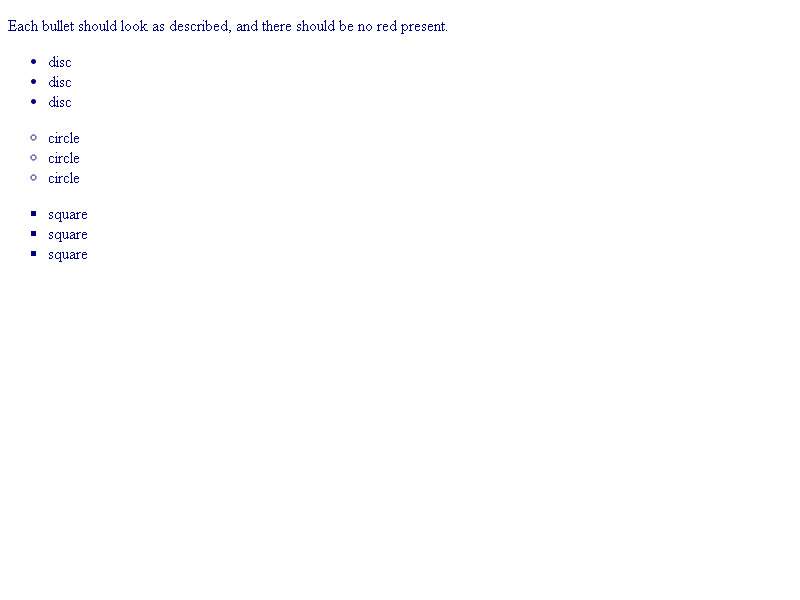 Each bullet should look as described, and there should be no red present.
disc
disc
disc
circle
circle
circle
square
square
square